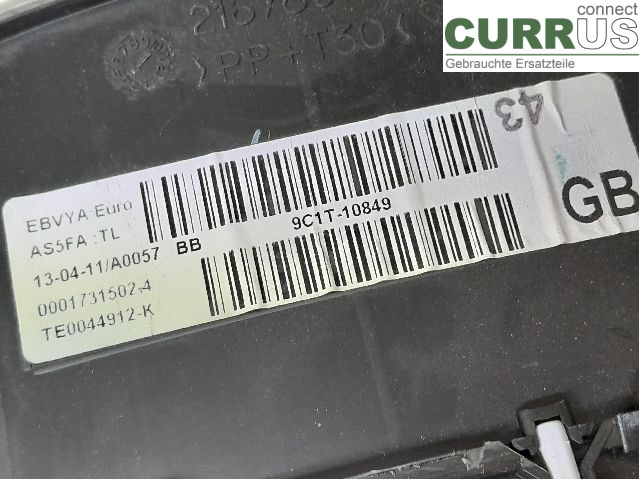 connect
CURRUS
Gebrauchte Ersatzteile
>PP+T30<
43
EBVYA:Euro
AS5FA :TL
13-04-11/A0057 BB 9C1T-10849
0001731502,4
TE0044912-K
GB